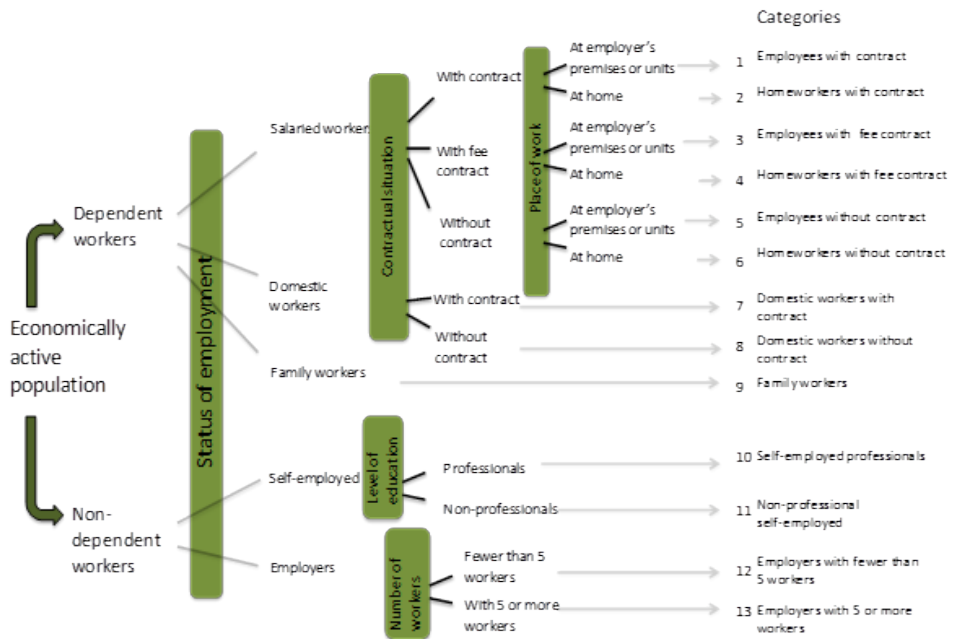 Categories
Economically
active
population
Dependent
workers
Non-
dependent
workers
Status of employment
Salaried workers
Domestic
workers
Family workers
Self-employed
Employers
Contractual situation
With contract
With fee
contract
Without
contract
With contract
Without
contract
Level of
education
Professionals
Non-professionals
Number of
workers
Fewer than 5
workers
With 5 or more
workers
Place of work
At employer's
premises or units
At home
At employer's
premises or units
At home
At employer's
premises or units
At home
1 Employees with contract
2 Homeworkers with contract
3 Employees with fee contract
4 Homeworkers with fee contract
5 Employees without contract
6 Homeworkers without contract
7 Domestic workers with
contract
8 Domestic workers without
contract
9 Family workers
10 Self-employed professionals
11 Non-professional
self-employed
12 Employers with fewer than
5 workers
13 Employers with 5 or more
workers